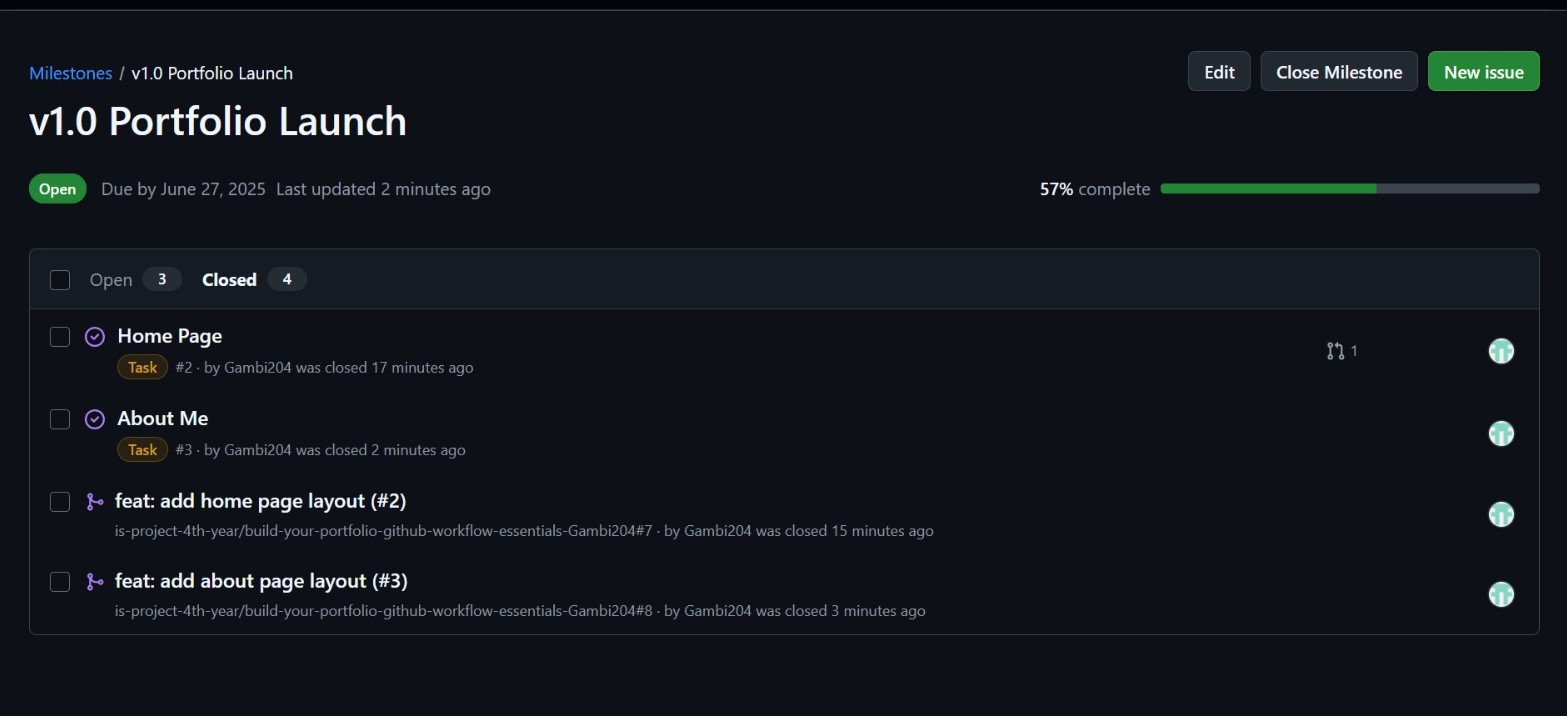 Milestones / v1.0 Portfolio Launch
Edit
Close Milestone
New issue
v1.0 Portfolio Launch
Open Due by June 27, 2025 Last updated 2 minutes ago
57% complete
Open 3 Closed 4
Home Page
1
Task #2 · by Gambi204 was closed 17 minutes ago
About Me
Task #3 · by Gambi204 was closed 2 minutes ago
feat: add home page layout (#2)
is-project-4th-year/build-your-portfolio-github-workflow-essentials-Gambi204#7 · by Gambi204 was closed 15 minutes ago
feat: add about page layout (#3)
is-project-4th-year/build-your-portfolio-github-workflow-essentials-Gambi204#8 · by Gambi204 was closed 3 minutes ago